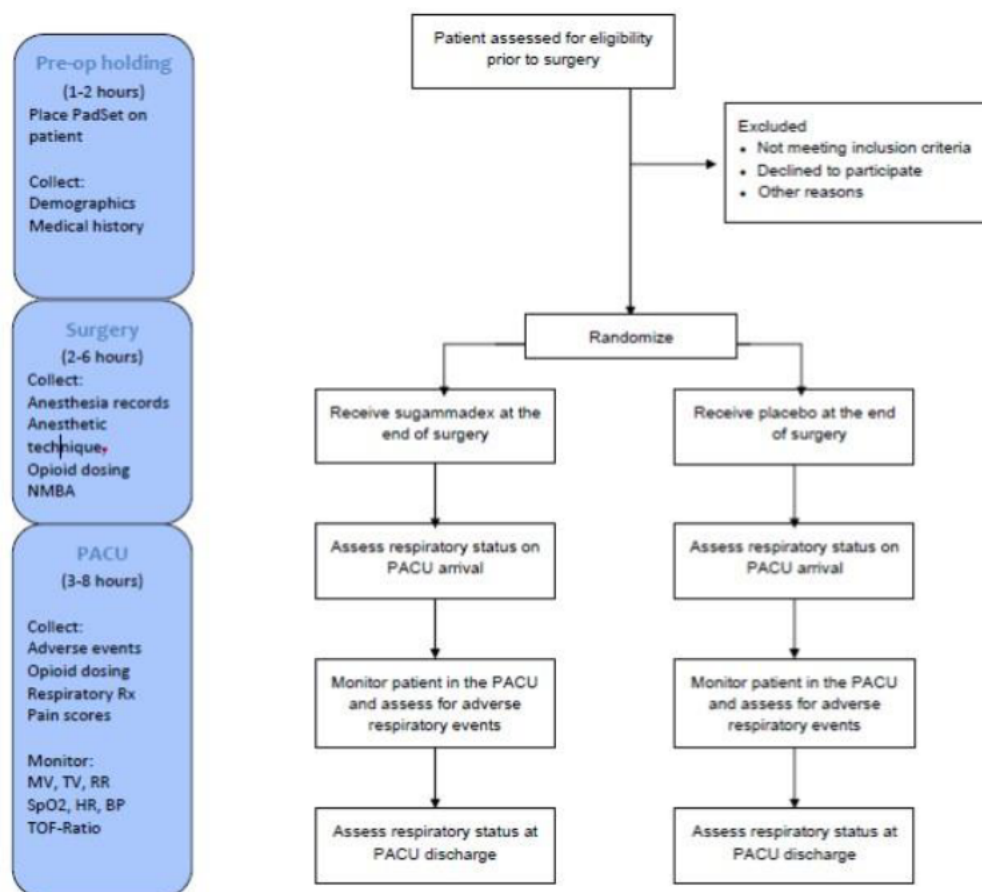 Pre-op holding
(1-2 hours)
Place PadSet on
patient
Collect:
Demographics
Medical history
Surgery
(2-6 hours)
Collect:
Anesthesia records
Anesthetic
technique,
Opioid dosing
NMBA
PACU
(3-8 hours)
Collect:
Adverse events
Opioid dosing
Respiratory Rx
Pain scores
Monitor:
MV, TV, RR
SpO2, HR, BP
TOF-Ratio
Patient assessed for eligibility
prior to surgery
Excluded
• Not meeting inclusion criteria
• Declined to participate
• Other reasons
Randomize
Receive sugammadex at the
end of surgery
Assess respiratory status on
PACU arrival
Monitor patient in the PACU
and assess for adverse
respiratory events
Assess respiratory status at
PACU discharge
Receive placebo at the end
of surgery
Assess respiratory status on
PACU arrival
Monitor patient in the PACU
and assess for adverse
respiratory events
Assess respiratory status at
PACU discharge